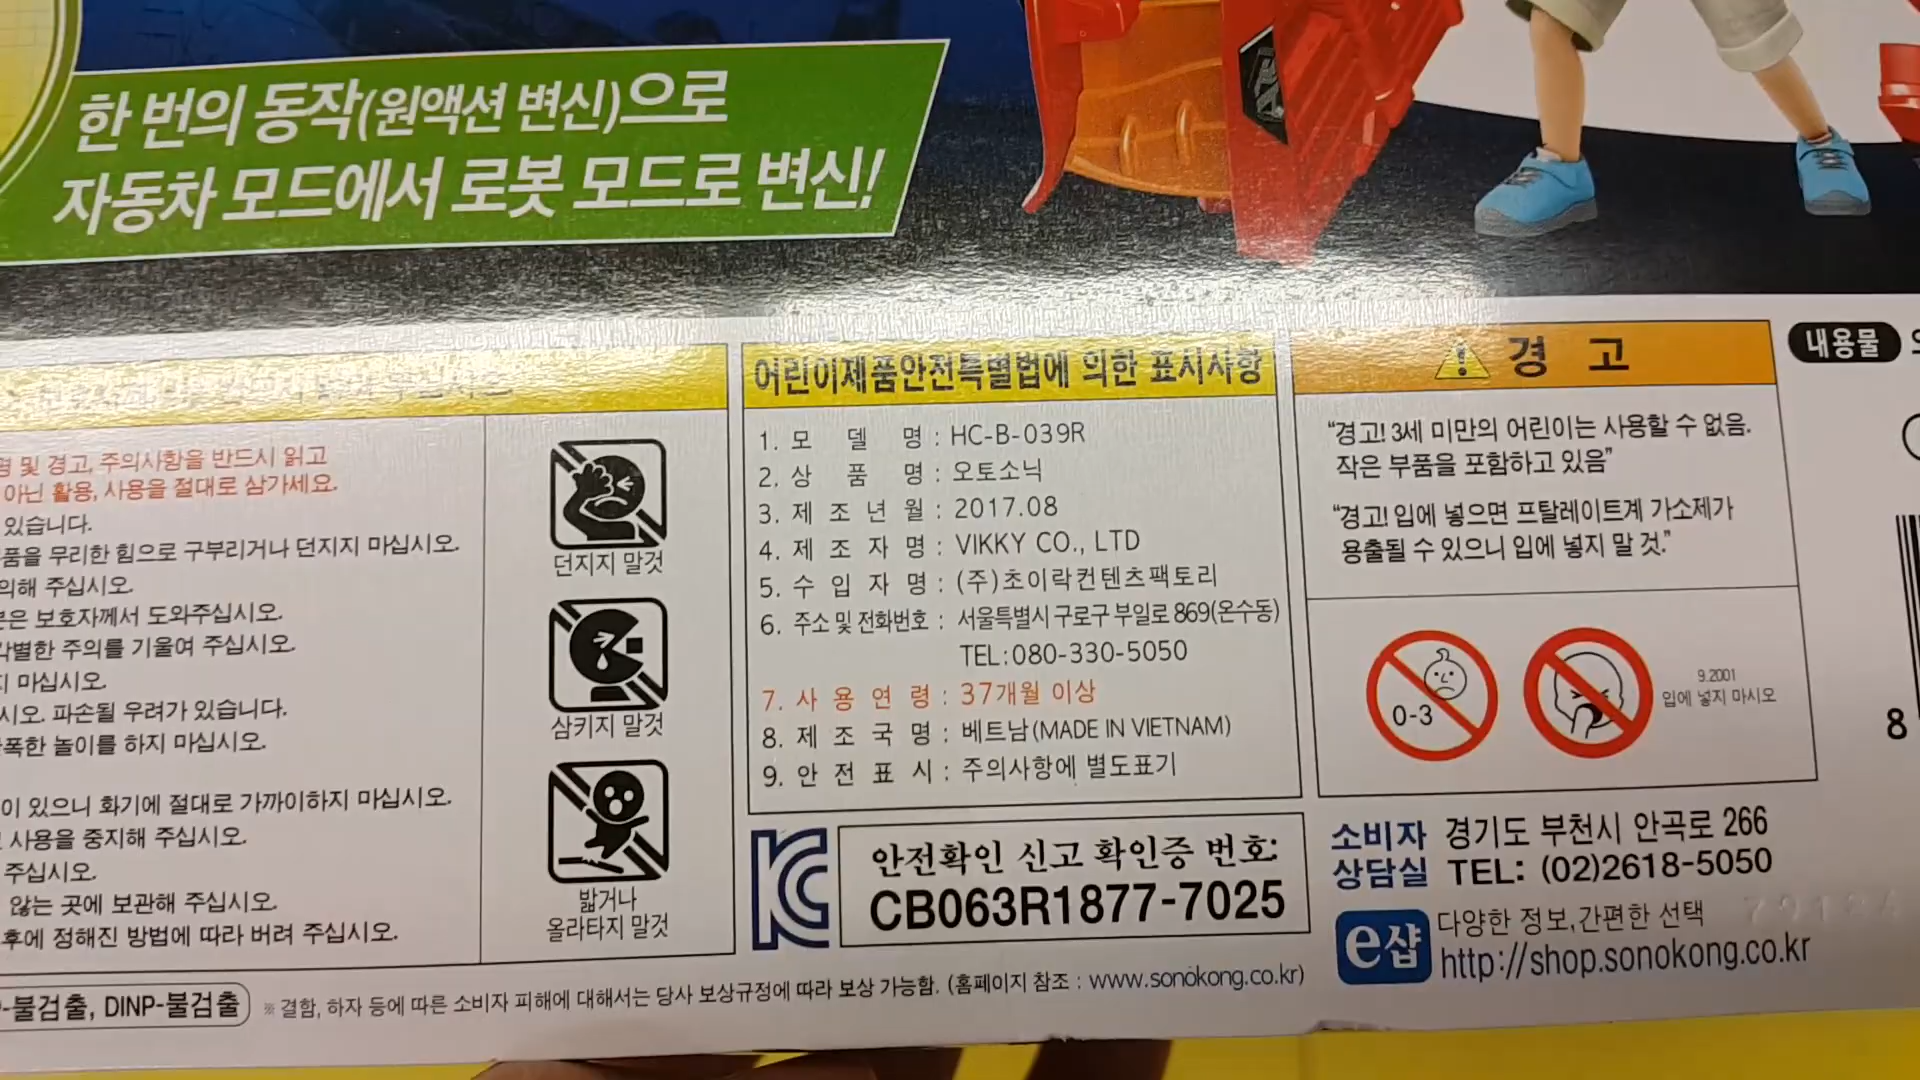 한 번의 동작(원액션 변신)으로
자동차 모드에서 로봇 모드로 변신!
및 경고, 주의사항을 반드시 읽고
아닌 활용, 사용을 절대로 삼가세요.
있습니다.
품을 무리한 힘으로 구부리거나 던지지 마십시오.
의해 주십시오.
은 보호자께서 도와주십시오.
각별한 주의를 기울여 주십시오.
마십시오.
시오. 파손될 우려가 있습니다.
폭한 놀이를 하지 마십시오.
이 있으니 화기에 절대로 가까이하지 마십시오.
사용을 중지해 주십시오.
주십시오.
않는 곳에 보관해 주십시오.
후에 정해진 방법에 따라 버려 주십시오.
던지지 말것
삼키지 말것
밟거나
올라타지 말것
어린이제품안전특별법에 의한 표시사항
1. 모 델 명 : HC-B-039R
2. 상 품 명 : 오토소닉
3. 제 조 년 월 : 2017.08
4. 제 조 자 명 : VIKKY CO., LTD
5. 수 입 자 명 : (주)초이락컨텐츠팩토리
6. 주소 및 전화번호 : 서울특별시 구로구 부일로 869(온수동)
TEL:080-330-5050
7. 사 용 연 령 : 37개월 이상
8. 제 조 국 명 : 베트남(MADE IN VIETNAM)
9. 안 전 표 시 : 주의사항에 별도표기
안전확인 신고 확인증 번호:
CB063R1877-7025
경 고
"경고! 3세 미만의 어린이는 사용할 수 없음.
작은 부품을 포함하고 있음"
"경고! 입에 넣으면 프탈레이트계 가소제가
용출될 수 있으니 입에 넣지 말 것."
0-3
9.2001
입에 넣지 마시오
소비자 경기도 부천시 안곡로 266
상담실 TEL: (02)2618-5050
e샵 다양한 정보,간편한 선택
http://shop.sonokong.co.kr
내용물
8
-불검출, DINP-불검출
※ 결함, 하자 등에 따른 소비자 피해에 대해서는 당사 보상규정에 따라 보상 가능함. (홈페이지 참조 : www.sonokong.co.kr)